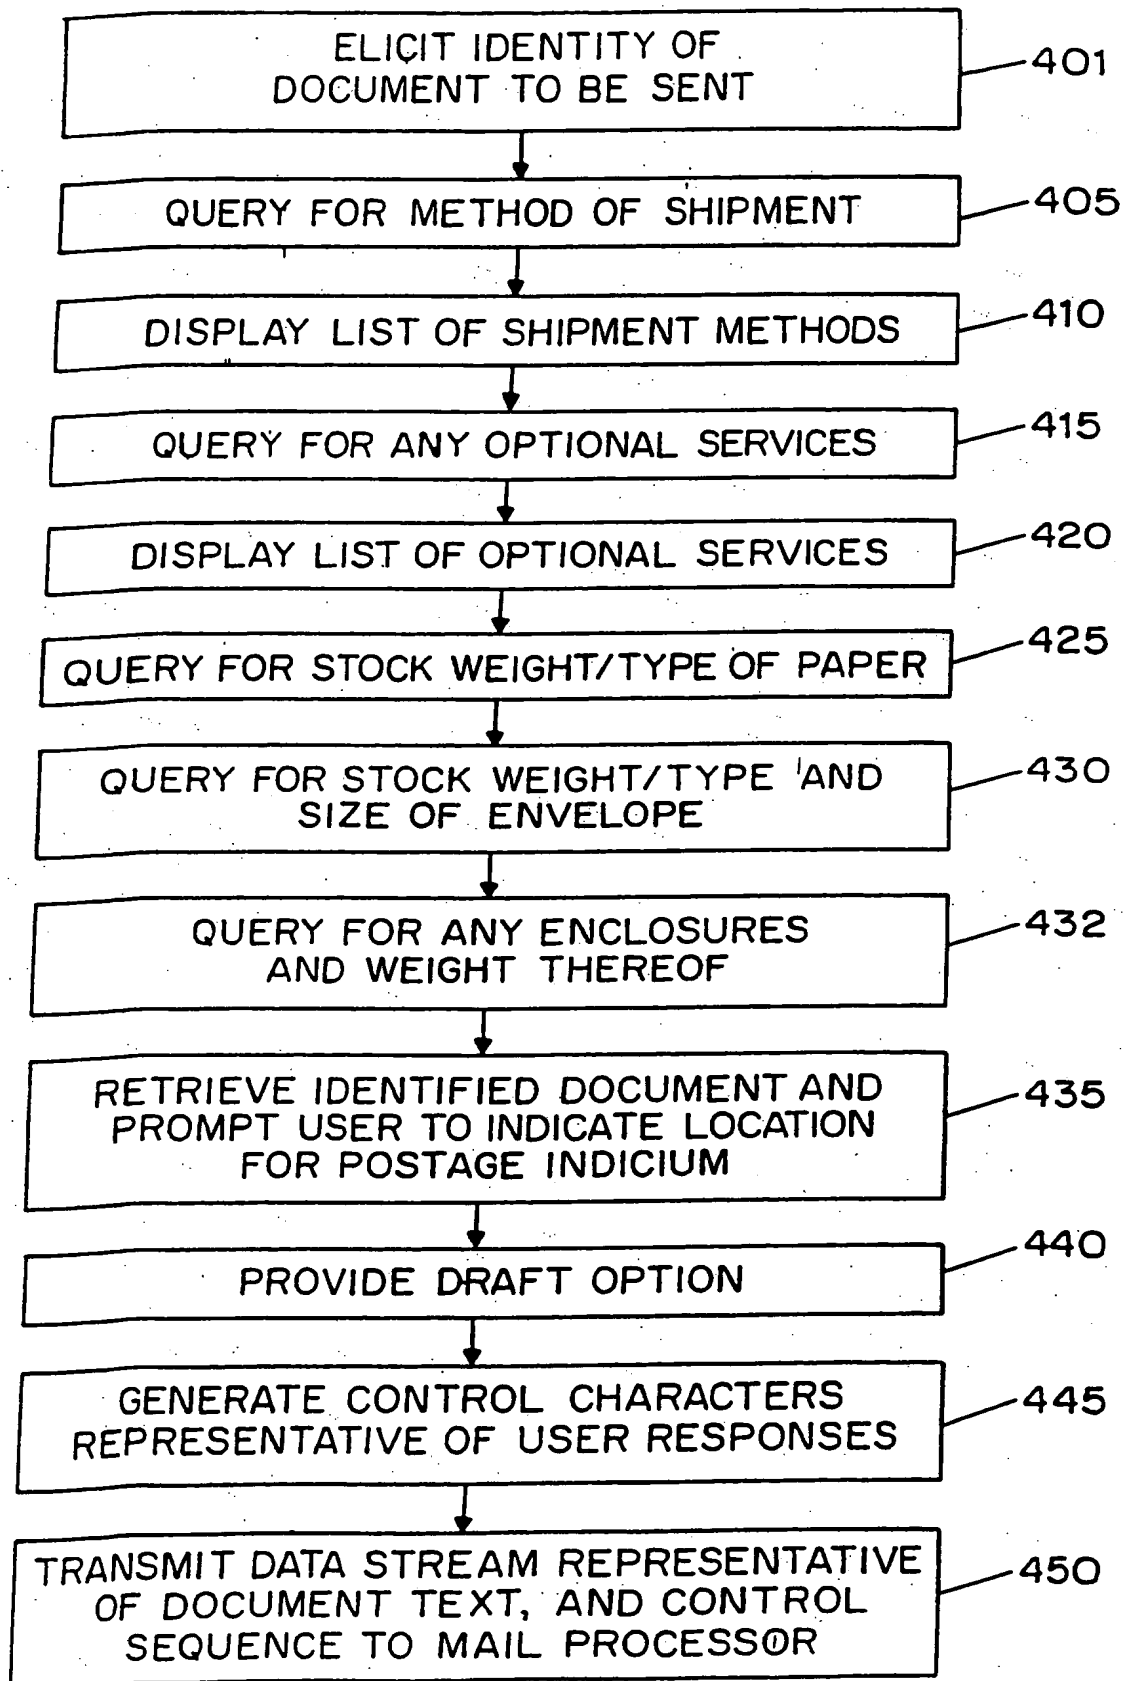 ELICIT IDENTITY OF
DOCUMENT TO BE SENT
401
QUERY FOR METHOD OF SHIPMENT
405
DISPLAY LIST OF SHIPMENT METHODS
410
QUERY FOR ANY OPTIONAL SERVICES
415
DISPLAY LIST OF OPTIONAL SERVICES
420
QUERY FOR STOCK WEIGHT/TYPE OF PAPER
425
QUERY FOR STOCK WEIGHT/TYPE AND
SIZE OF ENVELOPE
430
QUERY FOR ANY ENCLOSURES
AND WEIGHT THEREOF
432
RETRIEVE IDENTIFIED DOCUMENT AND
PROMPT USER TO INDICATE LOCATION
FOR POSTAGE INDICIUM
435
PROVIDE DRAFT OPTION
440
GENERATE CONTROL CHARACTERS
REPRESENTATIVE OF USER RESPONSES
445
TRANSMIT DATA STREAM REPRESENTATIVE
OF DOCUMENT TEXT, AND CONTROL
SEQUENCE TO MAIL PROCESSOR
450